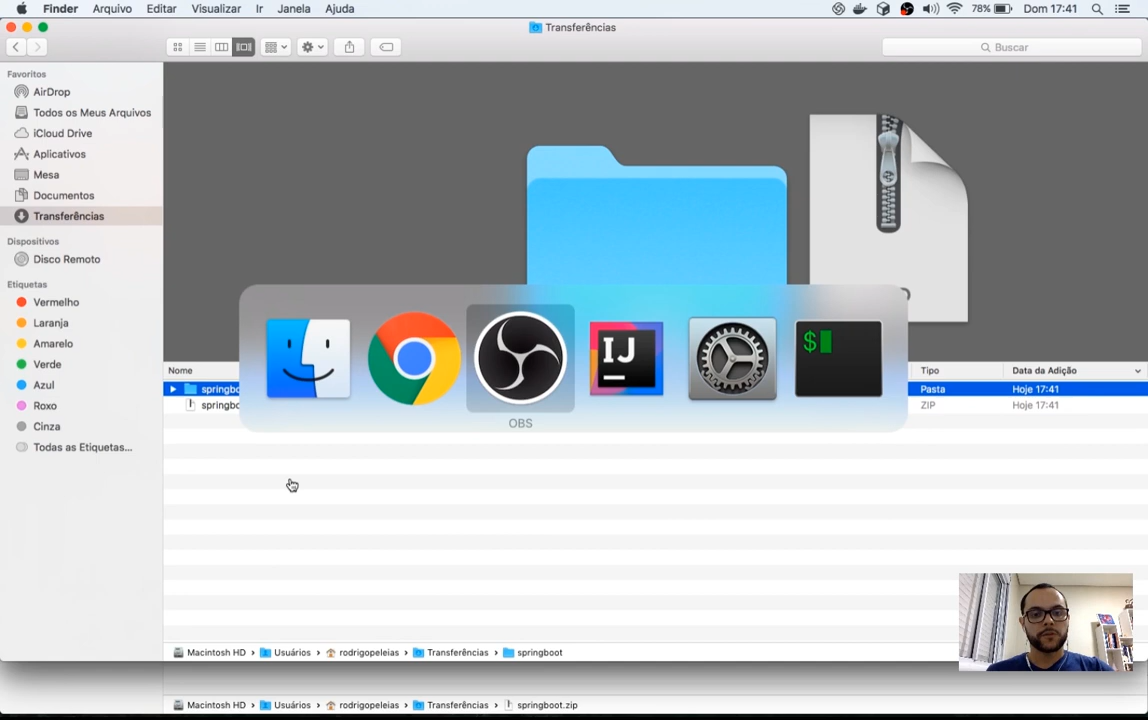 Finder Arquivo Editar Visualizar Ir Janela Ajuda 78% Dom 17:41
Transferências
Buscar
Favoritos
AirDrop
Todos os Meus Arquivos
iCloud Drive
Aplicativos
Mesa
Documentos
Transferências
Dispositivos
Disco Remoto
Etiquetas
Vermelho
Laranja
Amarelo
Verde
Azul
Roxo
Cinza
Todas as Etiquetas...
Nome Tipo Data da Adição
springbo Pasta Hoje 17:41
springbo ZIP Hoje 17:41
IJ
$
OBS
Macintosh HD › Usuários › rodrigopeleias › Transferências › springboot
Macintosh HD › Usuários › rodrigopeleias › Transferências › springboot.zip